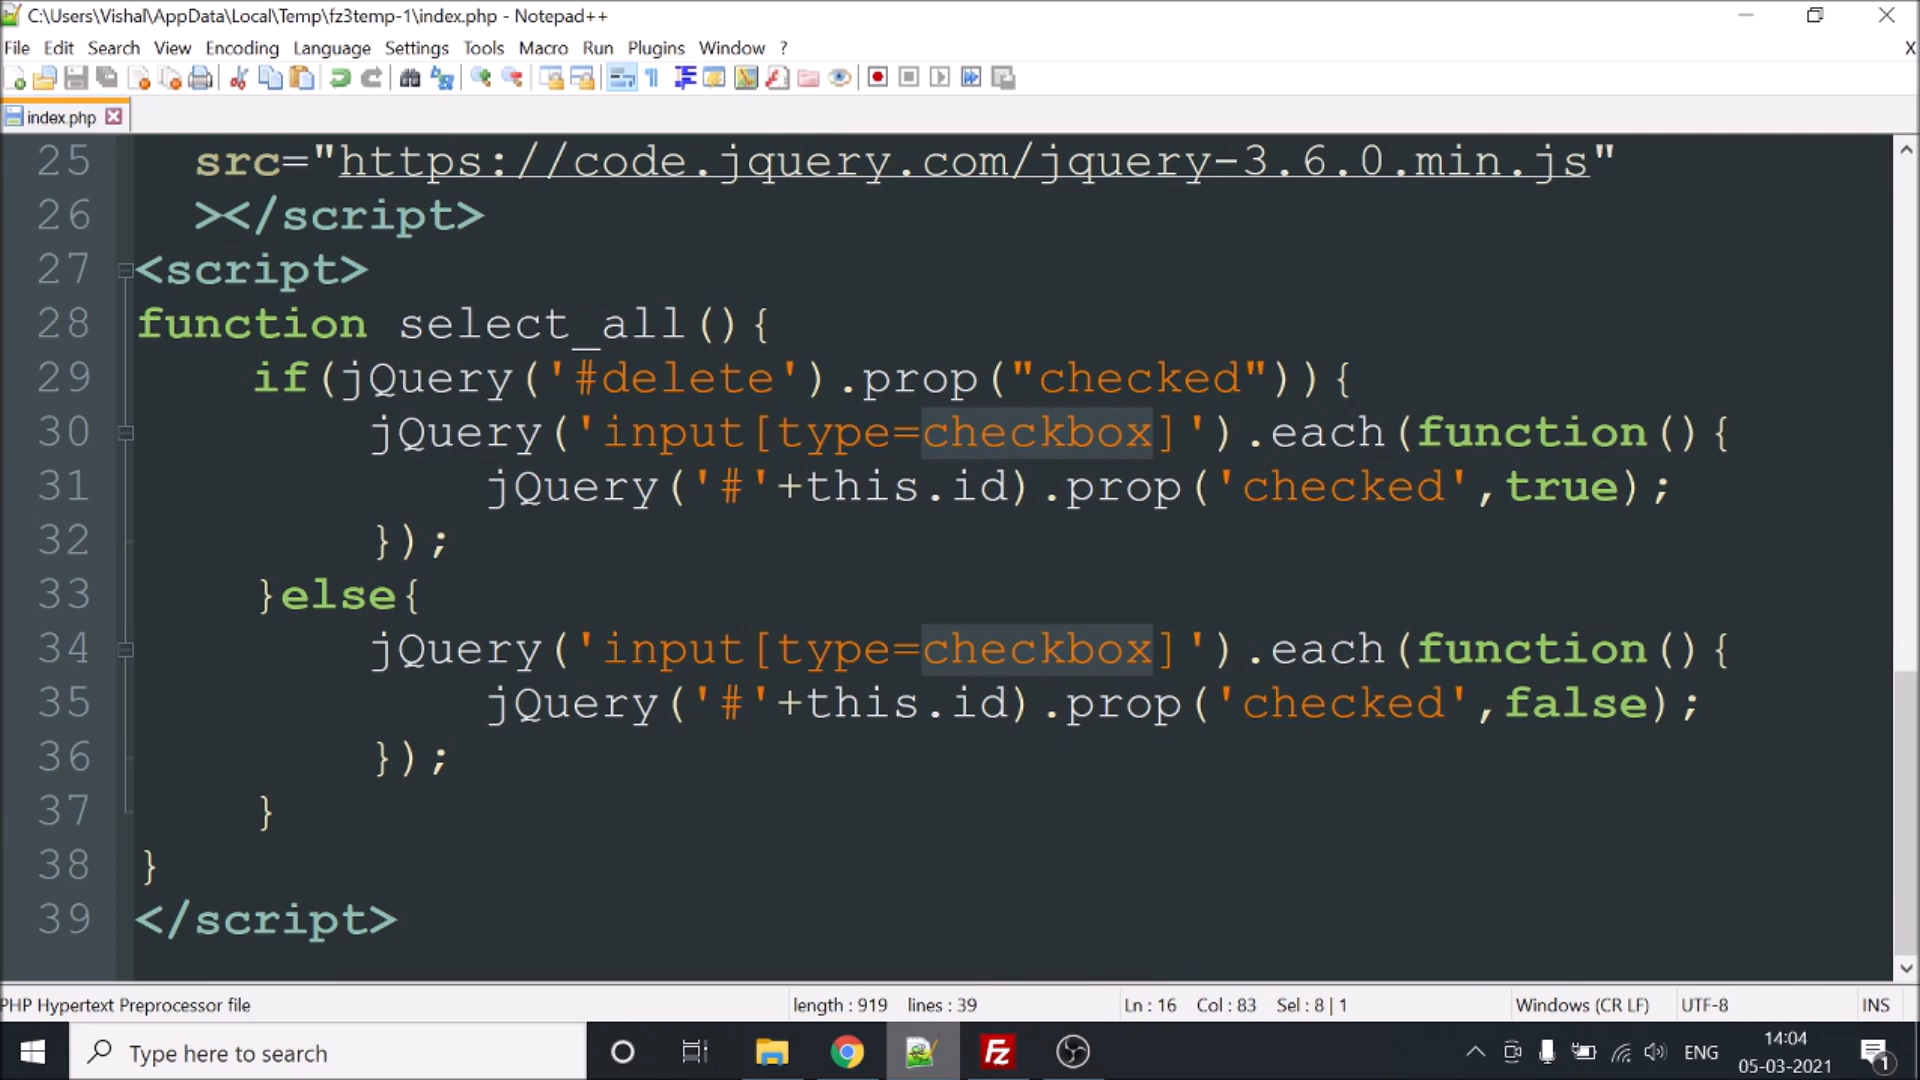 C:\Users\Vishal\AppData\Local\Temp\fz3temp-1\index.php - Notepad++
File Edit Search View Encoding Language Settings Tools Macro Run Plugins Window ? X
index.php
25 src="https://code.jquery.com/jquery-3.6.0.min.js"
26 ></script>
27 <script>
28 function select_all(){
29 if(jQuery('#delete').prop("checked")){
30 jQuery('input[type=checkbox]').each(function(){
31 jQuery('#'+this.id).prop('checked',true);
32 });
33 }else{
34 jQuery('input[type=checkbox]').each(function(){
35 jQuery('#'+this.id).prop('checked',false);
36 });
37 }
38 }
39 </script>
PHP Hypertext Preprocessor file length : 919 lines : 39 Ln : 16 Col : 83 Sel : 8 | 1 Windows (CR LF) UTF-8 INS
Type here to search Fz ENG 14:04
05-03-2021 1